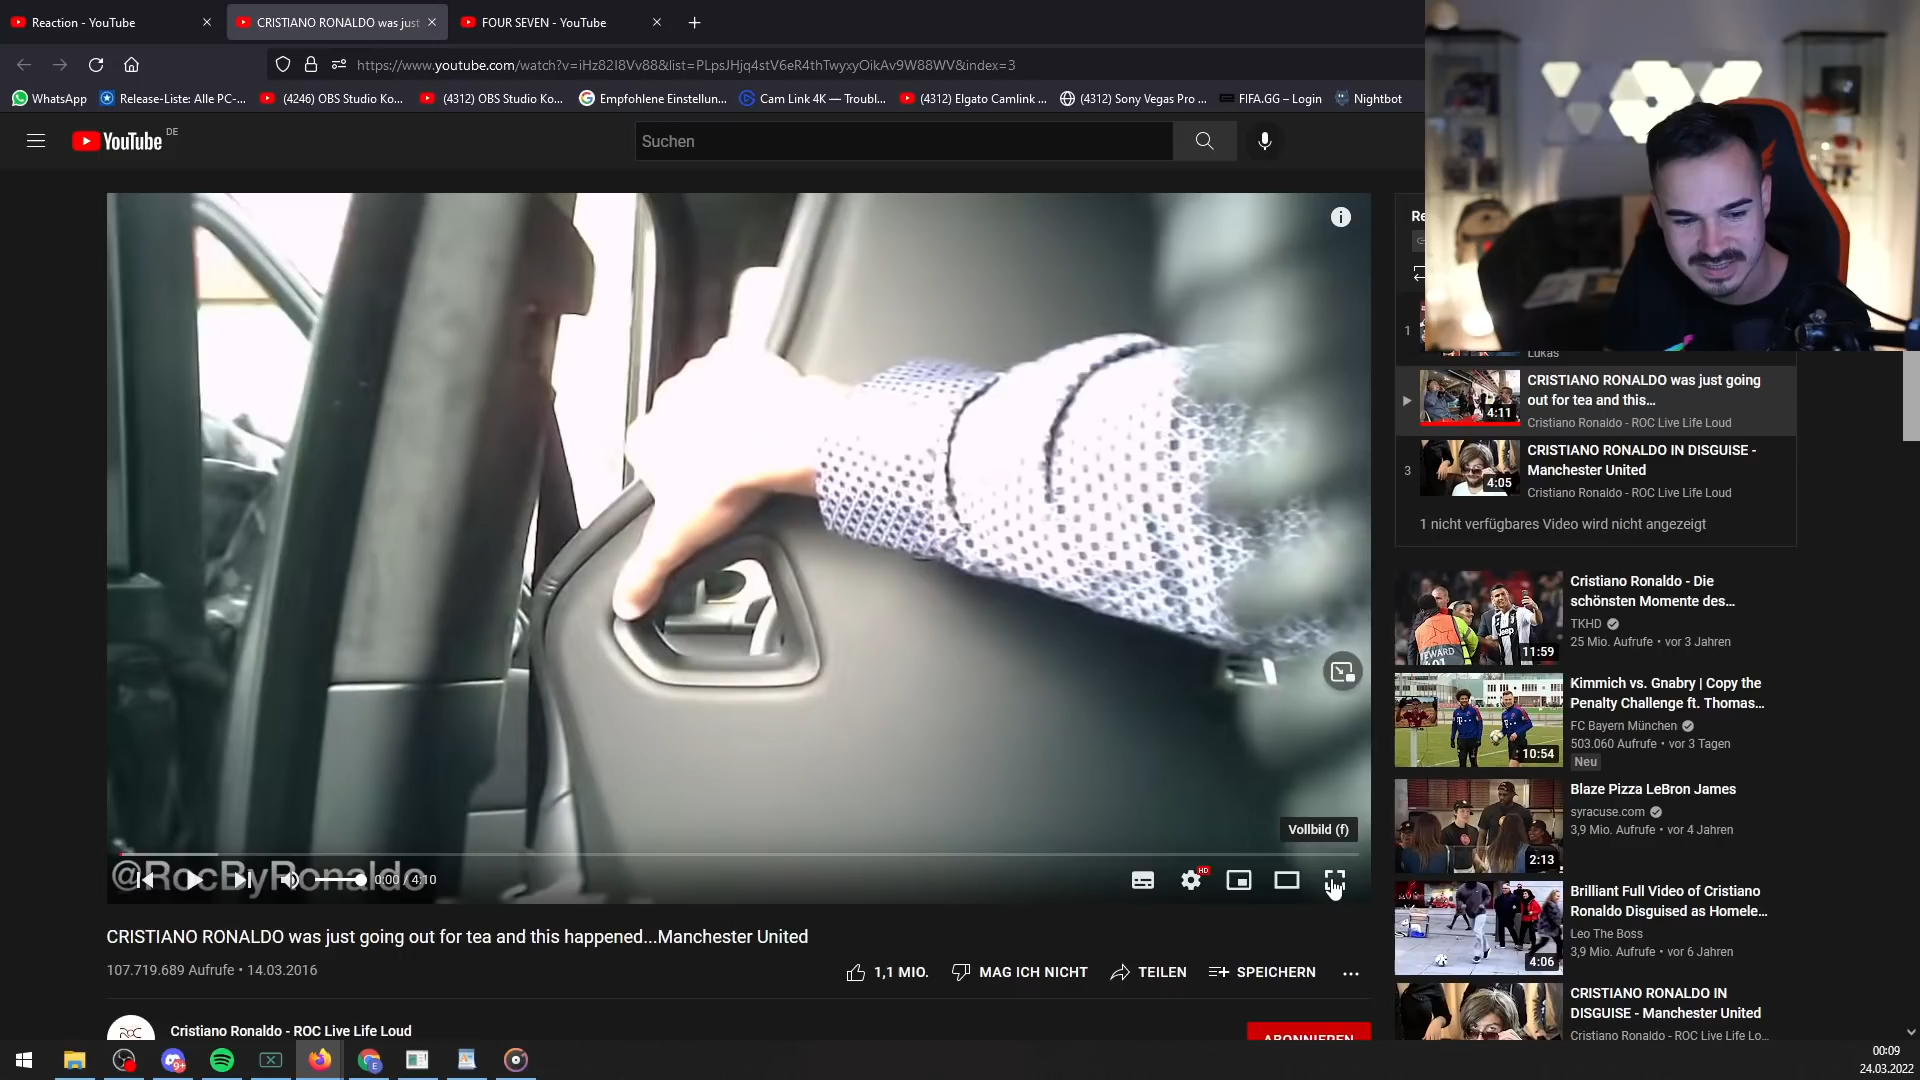 Reaction - YouTube
CRISTIANO RONALDO was just
FOUR SEVEN - YouTube
https://www.youtube.com/watch?v=iHz82I8Vv88&list=PLpsJHjq4stV6eR4thTwyxyOikAv9W88WV&index=3
WhatsApp
Release-Liste: Alle PC-...
(4246) OBS Studio Ko...
(4312) OBS Studio Ko...
Empfohlene Einstellun...
Cam Link 4K — Troubl...
(4312) Elgato Camlink ...
(4312) Sony Vegas Pro ...
FIFA.GG – Login
Nightbot
YouTube DE
Suchen
Re
1
Lukas
CRISTIANO RONALDO was just going
out for tea and this...
4:11
Cristiano Ronaldo - ROC Live Life Loud
CRISTIANO RONALDO IN DISGUISE -
3
Manchester United
4:05
Cristiano Ronaldo - ROC Live Life Loud
1 nicht verfügbares Video wird nicht angezeigt
Cristiano Ronaldo - Die
schönsten Momente des...
TKHD
25 Mio. Aufrufe • vor 3 Jahren
11:59
Kimmich vs. Gnabry | Copy the
Penalty Challenge ft. Thomas...
FC Bayern München
503.060 Aufrufe • vor 3 Tagen
10:54
Neu
Blaze Pizza LeBron James
syracuse.com
3,9 Mio. Aufrufe • vor 4 Jahren
2:13
Brilliant Full Video of Cristiano
Ronaldo Disguised as Homele...
Leo The Boss
3,9 Mio. Aufrufe • vor 6 Jahren
4:06
CRISTIANO RONALDO IN
DISGUISE - Manchester United
Cristiano Ronaldo - ROC Live Life Lo...
Vollbild (f)
@RocByRonaldo
0:00 / 4:10
HD
CRISTIANO RONALDO was just going out for tea and this happened...Manchester United
107.719.689 Aufrufe • 14.03.2016
1,1 MIO.
MAG ICH NICHT
TEILEN
SPEICHERN
Cristiano Ronaldo - ROC Live Life Loud
ABONNIEREN
00:09
24.03.2022